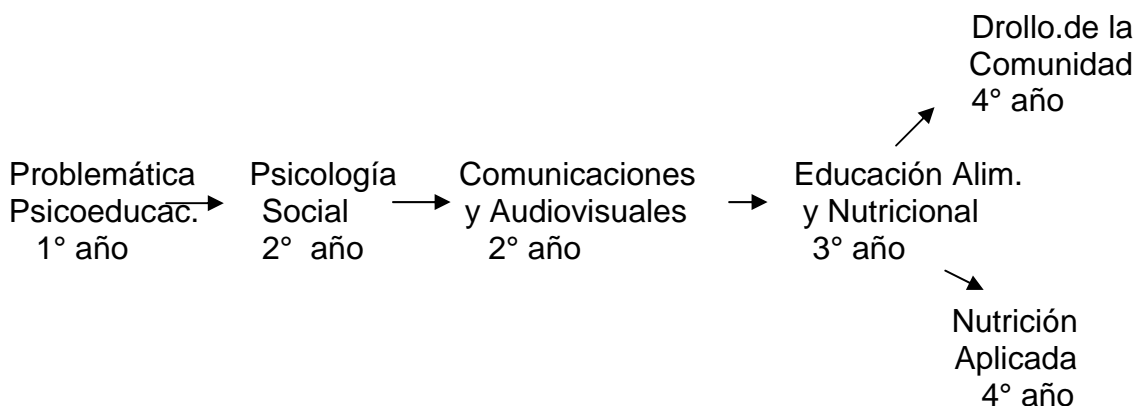 Drollo.de la
Comunidad
4° año
Problemática
Psicoeducac.
1° año
Psicología
Social
2° año
Comunicaciones
y Audiovisuales
2° año
Educación Alim.
y Nutricional
3° año
Nutrición
Aplicada
4° año